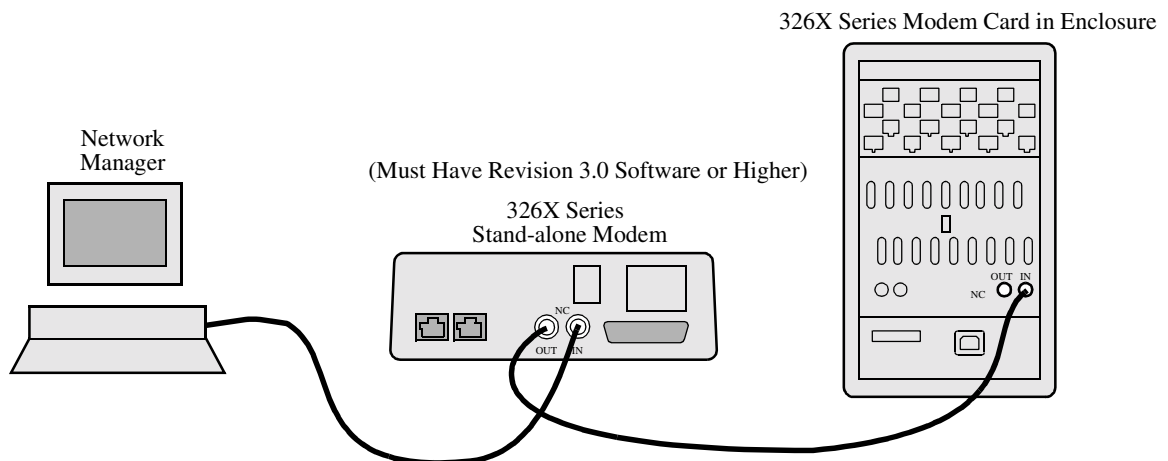 326X Series Modem Card in Enclosure
Network
Manager
(Must Have Revision 3.0 Software or Higher)
326X Series
Stand-alone Modem
OUT IN
NC
NC
OUT IN